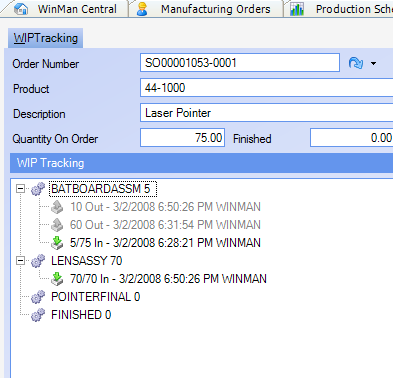 WinMan Central Manufacturing Orders Production Sche
WIPTracking
Order Number SO00001053-0001
Product 44-1000
Description Laser Pointer
Quantity On Order 75.00 Finished 0.00
WIP Tracking
BATBOARDASSM 5
10 Out - 3/2/2008 6:50:26 PM WINMAN
60 Out - 3/2/2008 6:31:54 PM WINMAN
5/75 In - 3/2/2008 6:28:21 PM WINMAN
LENSASSY 70
70/70 In - 3/2/2008 6:50:26 PM WINMAN
POINTERFINAL 0
FINISHED 0